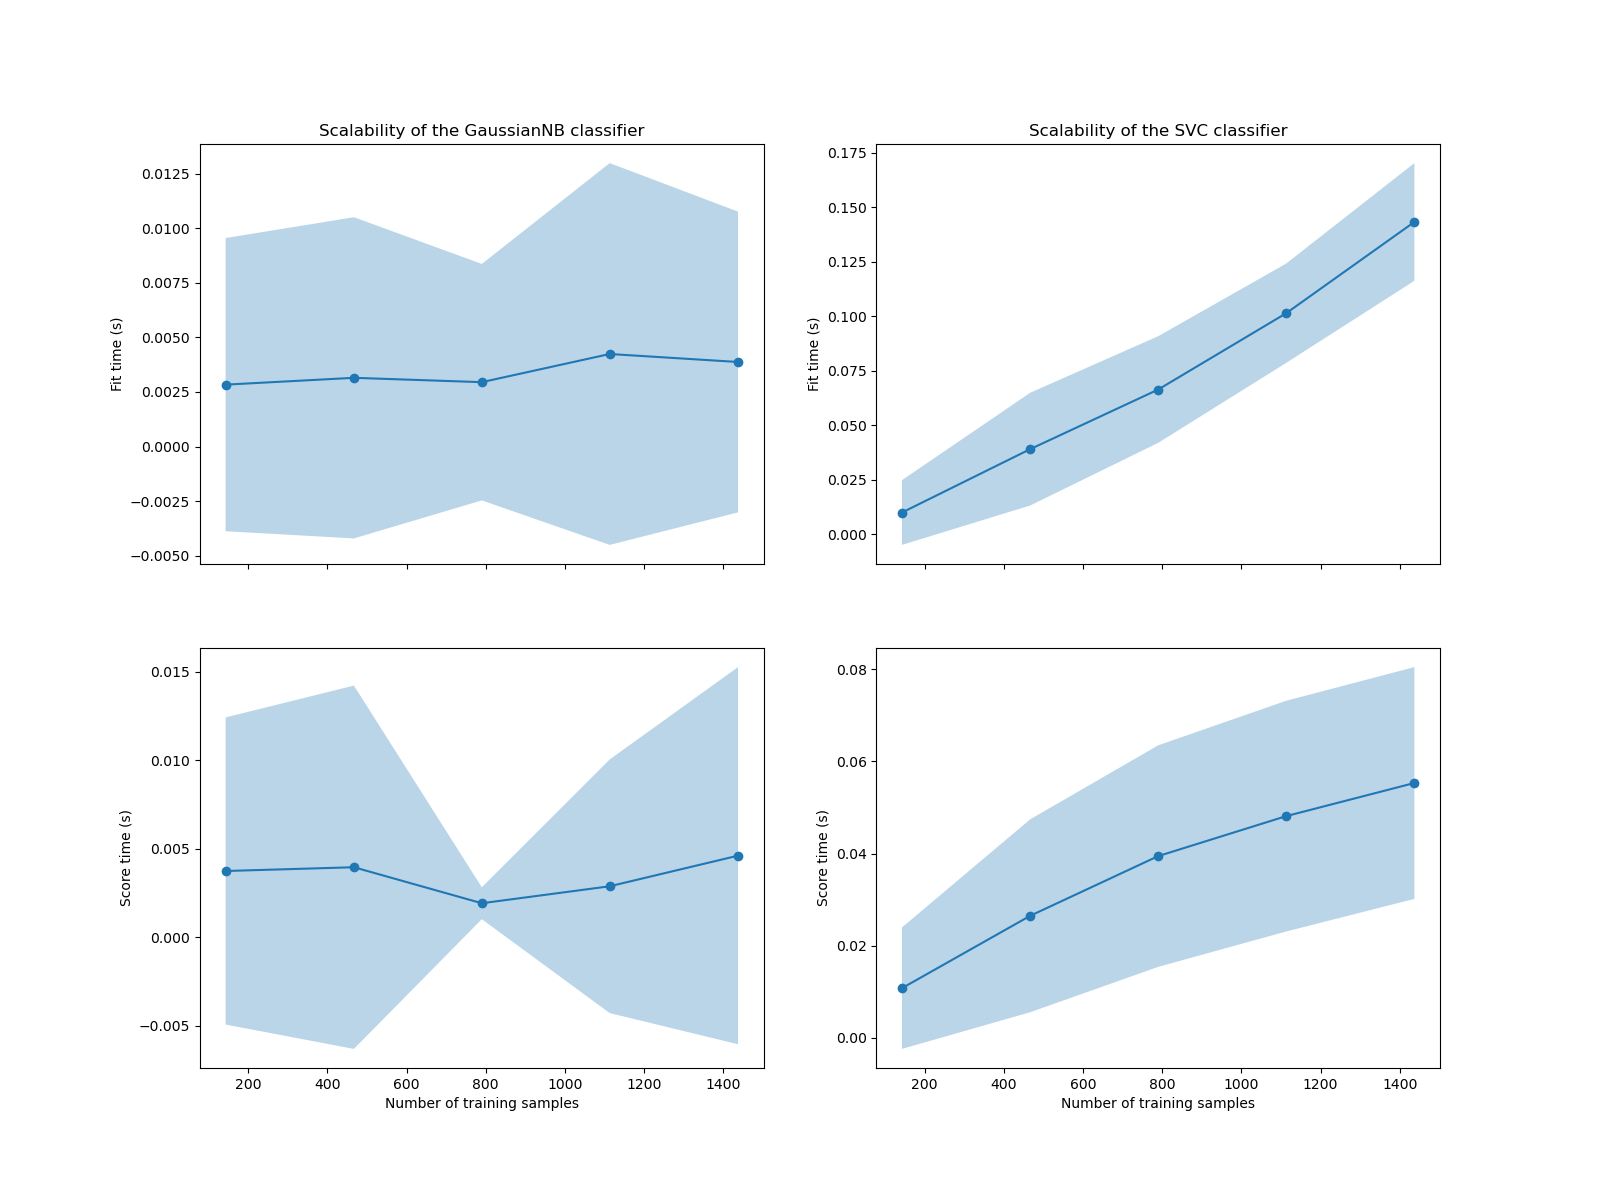 Scalability of the GaussianNB classifier
0.0125
0.0100
0.0075
0.0050
0.0025
0.0000
−0.0025
−0.0050
Fit time (s)
Scalability of the SVC classifier
0.175
0.150
0.125
0.100
0.075
0.050
0.025
0.000
Fit time (s)
0.015
0.010
0.005
0.000
−0.005
Score time (s)
200 400 600 800 1000 1200 1400
Number of training samples
0.08
0.06
0.04
0.02
0.00
Score time (s)
200 400 600 800 1000 1200 1400
Number of training samples